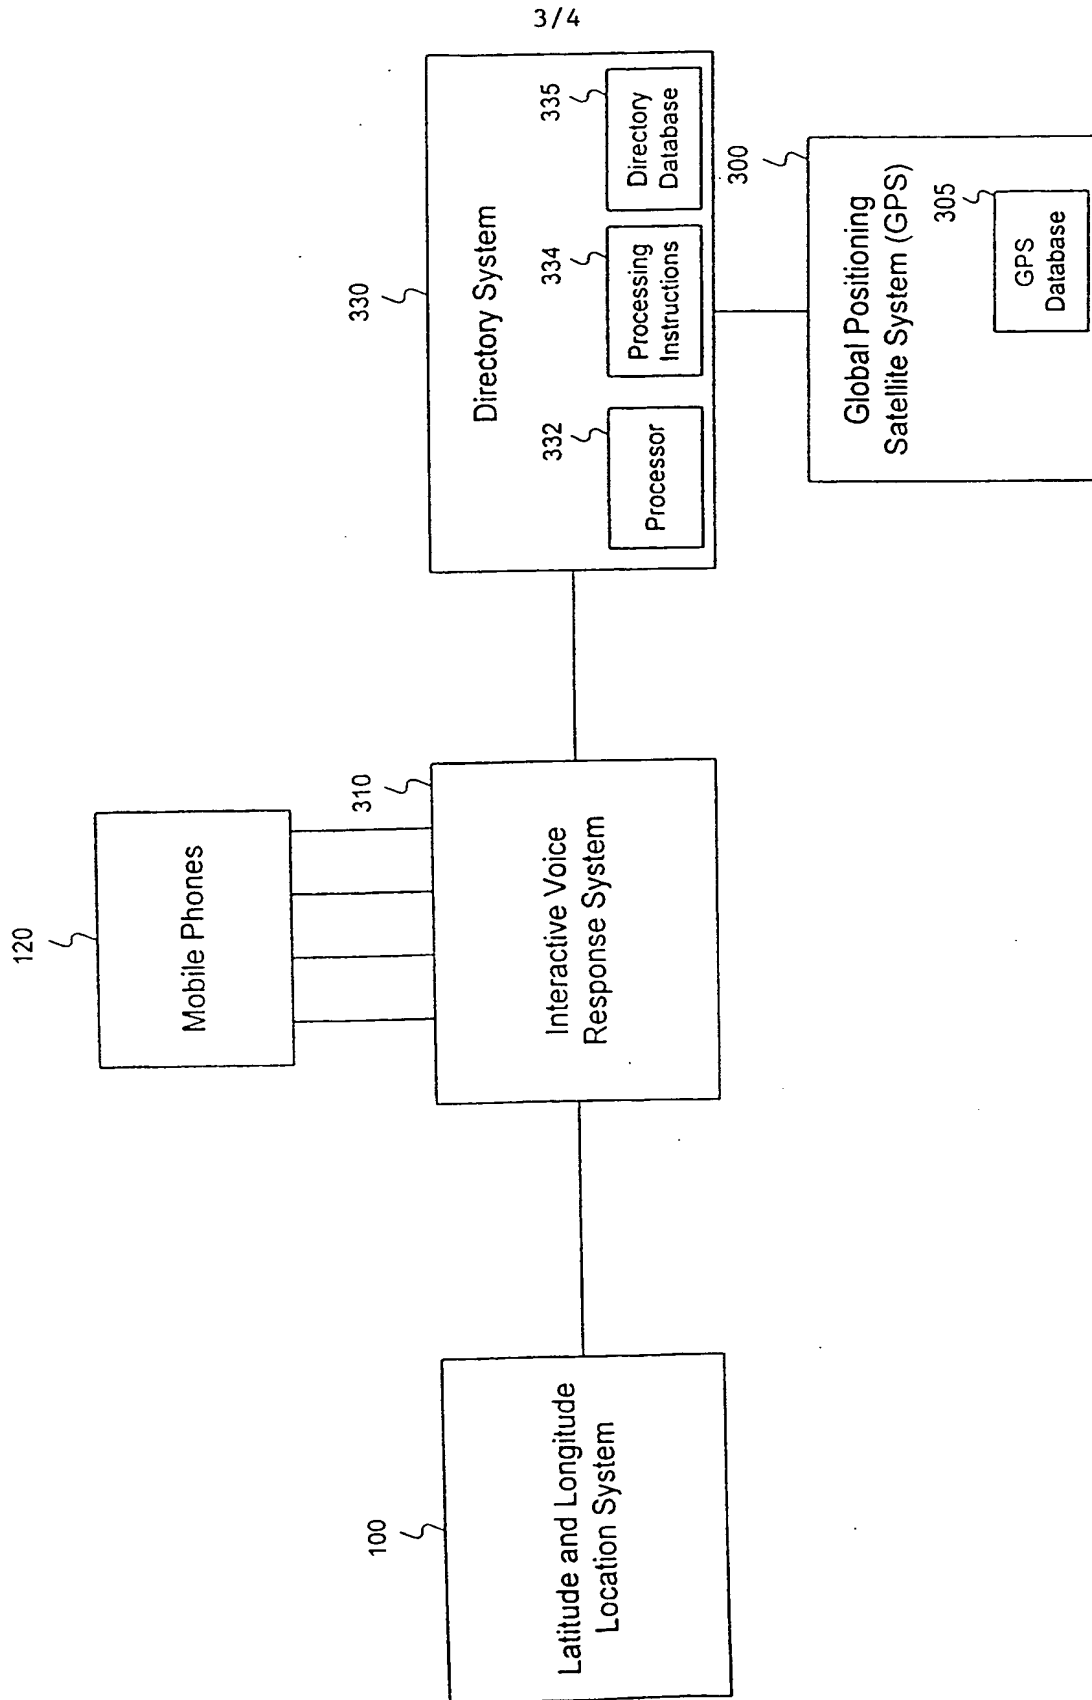 3/4
120
Mobile Phones
100
Latitude and Longitude
Location System
310
Interactive Voice
Response System
330
Directory System
332
Processor
334
Processing
Instructions
335
Directory
Database
300
Global Positioning
Satellite System (GPS)
305
GPS
Database